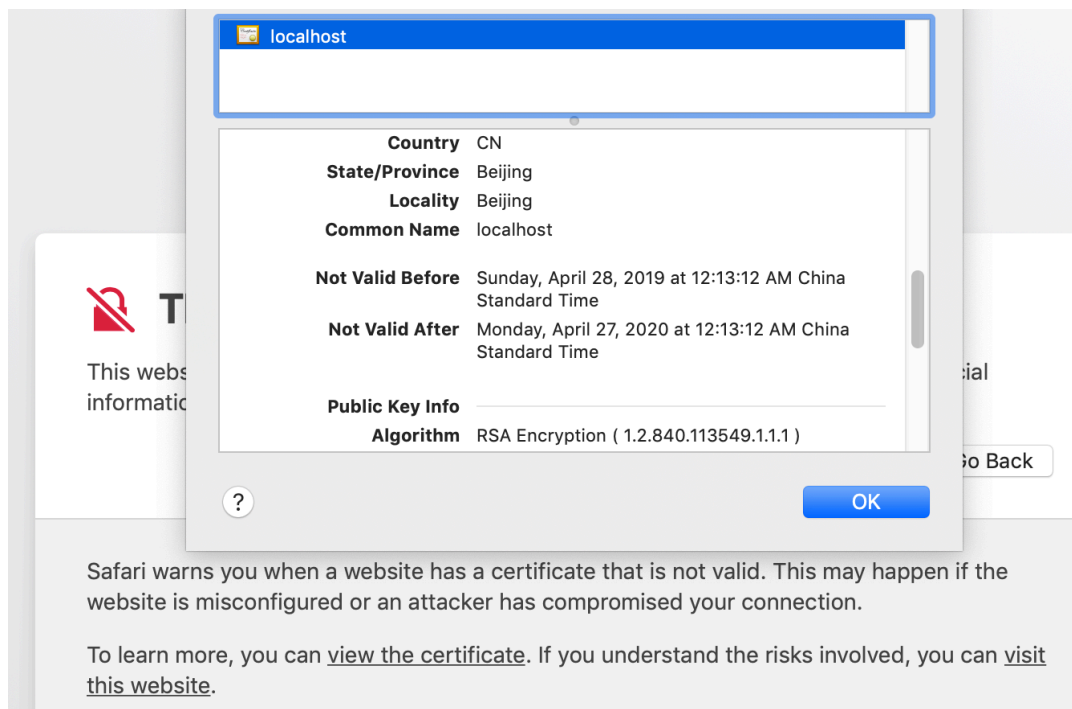 localhost
Country CN
State/Province Beijing
Locality Beijing
Common Name localhost
Not Valid Before Sunday, April 28, 2019 at 12:13:12 AM China
Standard Time
Not Valid After Monday, April 27, 2020 at 12:13:12 AM China
Standard Time
Public Key Info
Algorithm RSA Encryption ( 1.2.840.113549.1.1.1 )
This
Go Back
?
OK
Safari warns you when a website has a certificate that is not valid. This may happen if the
website is misconfigured or an attacker has compromised your connection.
To learn more, you can view the certificate. If you understand the risks involved, you can visit
this website.